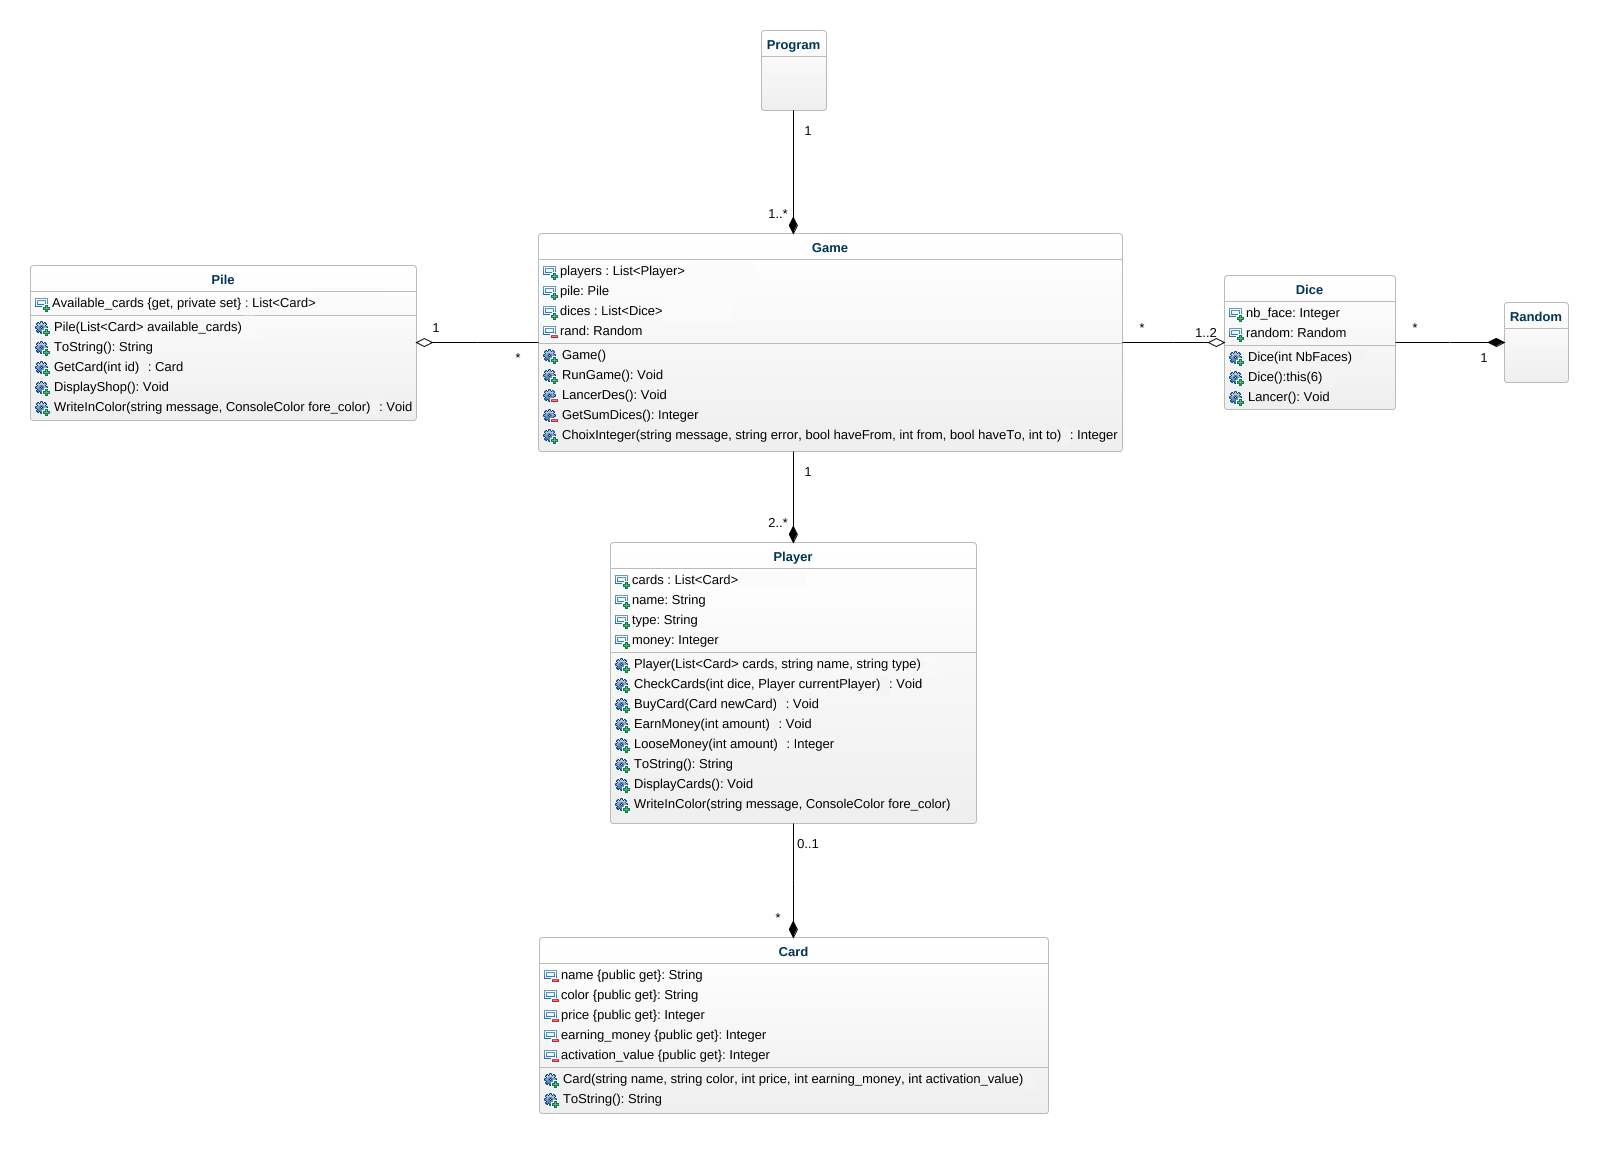 Program
1
1..*
Game
players : List<Player>
pile: Pile
dices : List<Dice>
rand: Random
Game()
RunGame(): Void
LancerDes(): Void
GetSumDices(): Integer
ChoixInteger(string message, string error, bool haveFrom, int from, bool haveTo, int to) : Integer
Pile
Available_cards {get, private set} : List<Card>
Pile(List<Card> available_cards)
ToString(): String
GetCard(int id) : Card
DisplayShop(): Void
WriteInColor(string message, ConsoleColor fore_color) : Void
1
*
*
1..2
Dice
nb_face: Integer
random: Random
Dice(int NbFaces)
Dice():this(6)
Lancer(): Void
*
1
Random
1
2..*
Player
cards : List<Card>
name: String
type: String
money: Integer
Player(List<Card> cards, string name, string type)
CheckCards(int dice, Player currentPlayer) : Void
BuyCard(Card newCard) : Void
EarnMoney(int amount) : Void
LooseMoney(int amount) : Integer
ToString(): String
DisplayCards(): Void
WriteInColor(string message, ConsoleColor fore_color)
0..1
*
Card
name {public get}: String
color {public get}: String
price {public get}: Integer
earning_money {public get}: Integer
activation_value {public get}: Integer
Card(string name, string color, int price, int earning_money, int activation_value)
ToString(): String